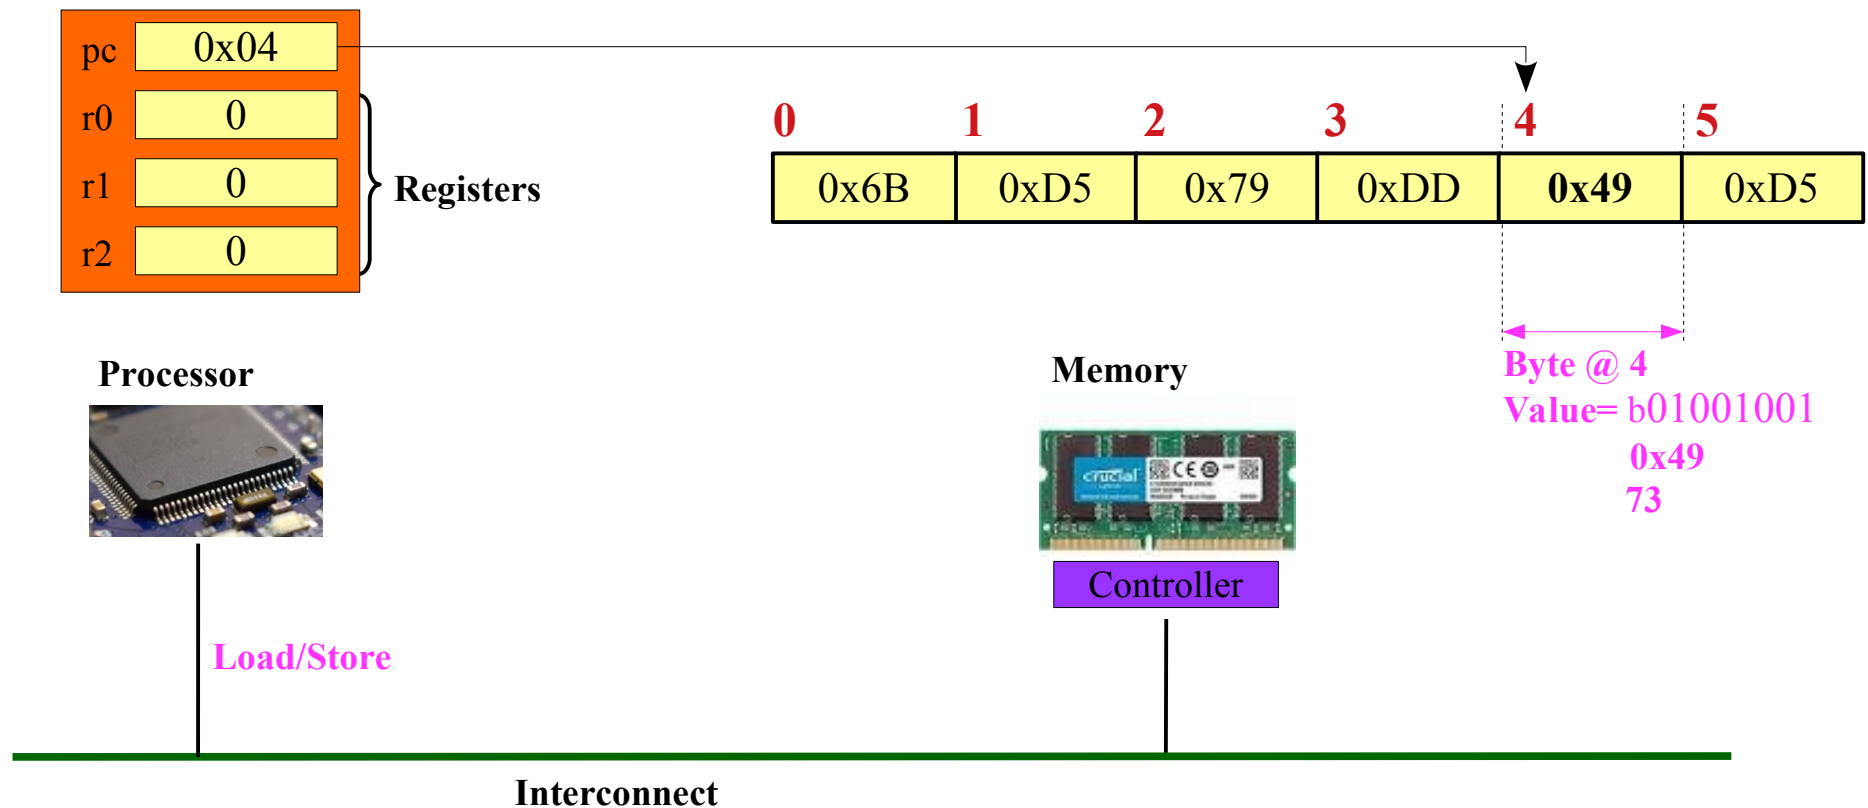 pc 0x04
r0 0
r1 0
r2 0
Registers
0 1 2 3 4 5
0x6B 0xD5 0x79 0xDD 0x49 0xD5
Byte @ 4
Value= b01001001
0x49
73
Processor
Memory
crucial
CE
Controller
Load/Store
Interconnect